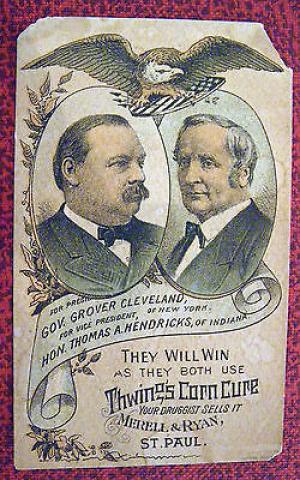 FOR PRESIDENT
GOV. GROVER CLEVELAND,
OF NEW YORK.
FOR VICE PRESIDENT,
HON. THOMAS A. HENDRICKS, OF INDIANA
THEY WILL WIN
AS THEY BOTH USE
Thwing's Corn Cure
YOUR DRUGGIST SELLS IT
MERELL & RYAN,
ST. PAUL.